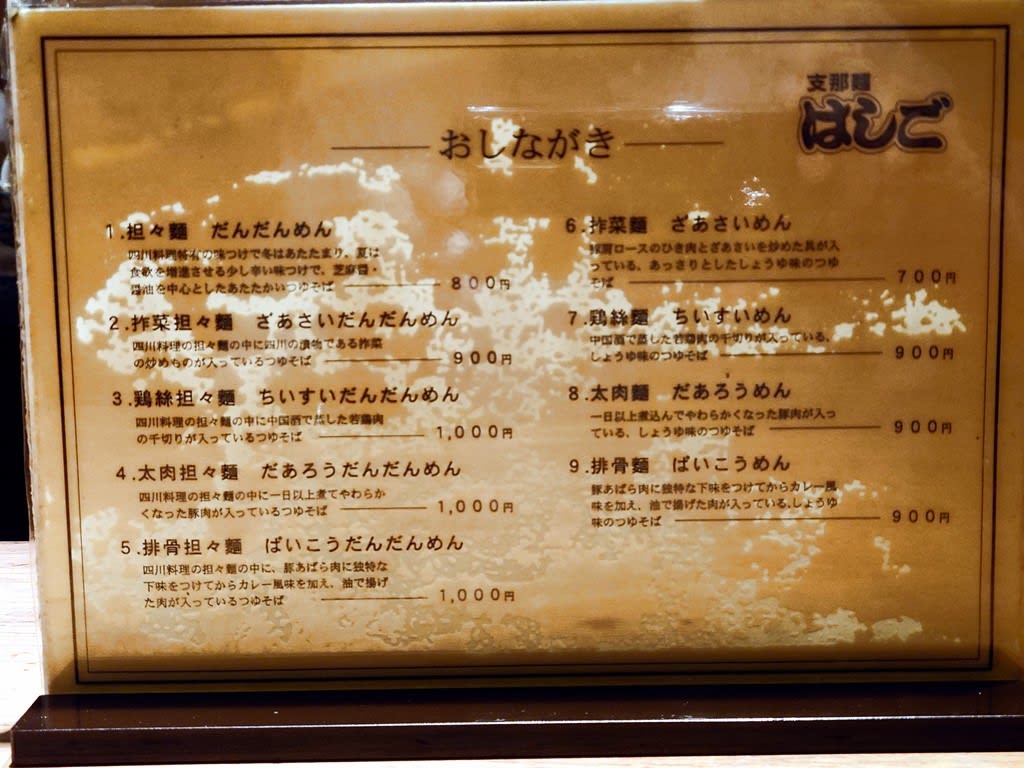 支那麺
はしご
おしながき
1.担々麺 だんだんめん
四川料理特有の味つけで冬はあたたまり、夏は
食欲を増進させる少し辛い味つけで、芝麻醤・
醤油を中心としたあたたかいつゆそば 800円
2.搾菜担々麺 ざあさいだんだんめん
四川料理の担々麺の中に四川の漬物である搾菜
の炒めものが入っているつゆそば 900円
3.鶏絲担々麺 ちいすいだんだんめん
四川料理の担々麺の中に中国酒で蒸した若鶏肉
の千切りが入っているつゆそば 1,000円
4.太肉担々麺 だあろうだんだんめん
四川料理の担々麺の中に一日以上煮てやわらか
くなった豚肉が入っているつゆそば 1,000円
5.排骨担々麺 ぱいこうだんだんめん
四川料理の担々麺の中に、豚あばら肉に独特な
下味をつけてからカレー風味を加え、油で揚げ
た肉が入っているつゆそば 1,000円
6.搾菜麺 ざあさいめん
豚肩ロースのひき肉とざあさいを炒めた具が入
っている、あっさりとしたしょうゆ味のつゆ
そば 700円
7.鶏絲麺 ちいすいめん
中国酒で蒸した若鶏肉の千切りが入っている、
しょうゆ味のつゆそば 900円
8.太肉麺 だあろうめん
一日以上煮込んでやわらかくなった豚肉が入っ
ている、しょうゆ味のつゆそば 900円
9.排骨麺 ぱいこうめん
豚あばら肉に独特な下味をつけてからカレー風
味を加え、油で揚げた肉が入っている、しょうゆ
味のつゆそば 900円